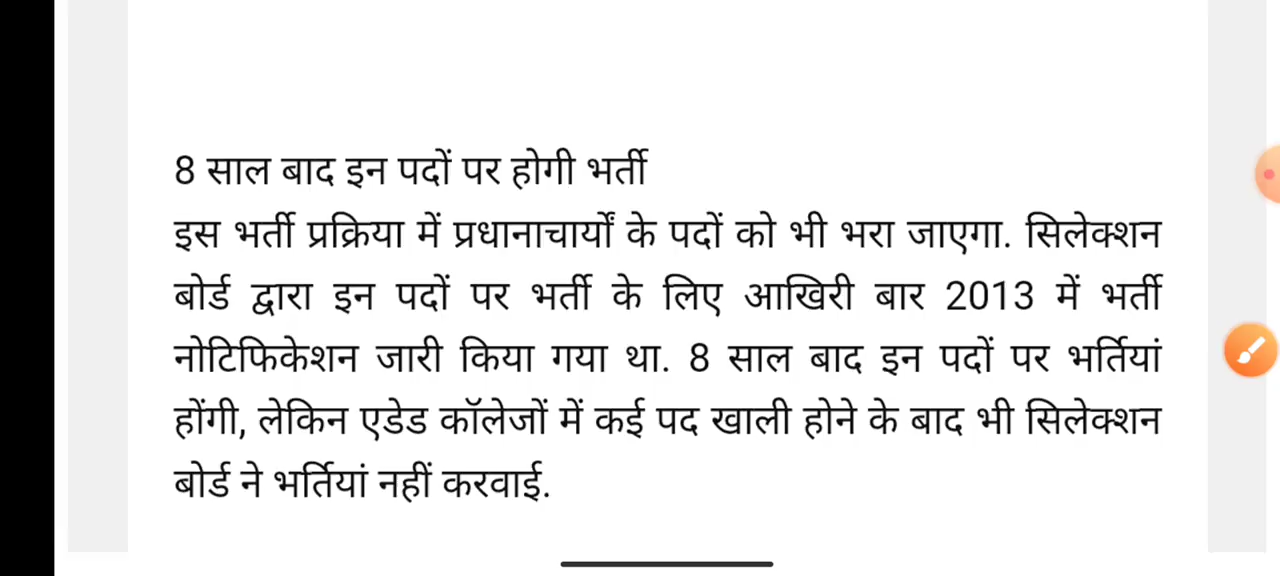 8 साल बाद इन पदों पर होगी भर्ती
इस भर्ती प्रक्रिया में प्रधानाचार्यों के पदों को भी भरा जाएगा. सिलेक्शन
बोर्ड द्वारा इन पदों पर भर्ती के लिए आखिरी बार 2013 में भर्ती
नोटिफिकेशन जारी किया गया था. 8 साल बाद इन पदों पर भर्तियां
होंगी, लेकिन एडेड कॉलेजों में कई पद खाली होने के बाद भी सिलेक्शन
बोर्ड ने भर्तियां नहीं करवाई.